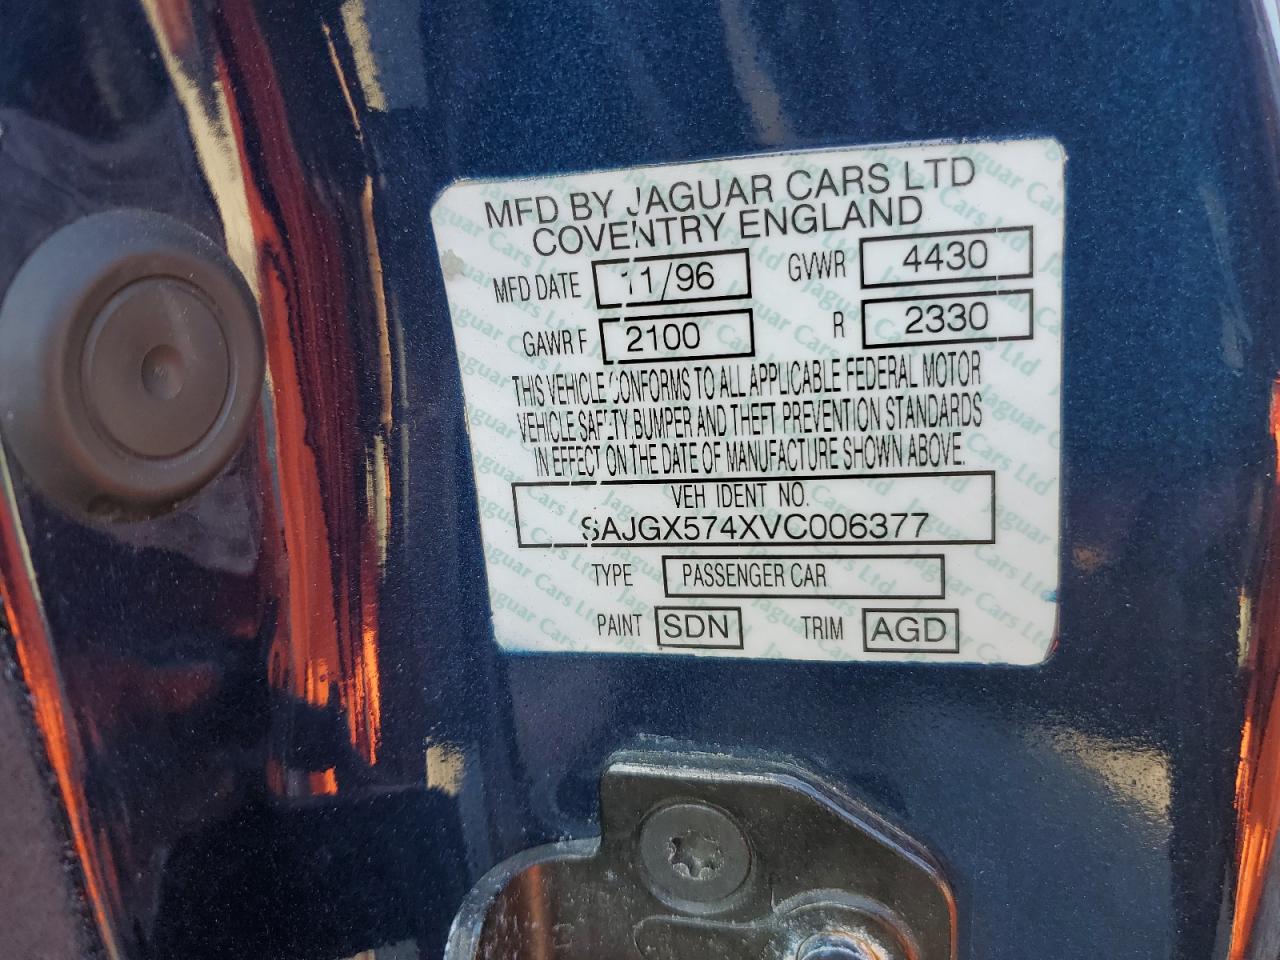 MFD BY JAGUAR CARS LTD
COVENTRY ENGLAND
MFD DATE 11/96 GVWR 4430
GAWR F 2100 R 2330
THIS VEHICLE CONFORMS TO ALL APPLICABLE FEDERAL MOTOR
VEHICLE SAFETY BUMPER AND THEFT PREVENTION STANDARDS
IN EFFECT ON THE DATE OF MANUFACTURE SHOWN ABOVE.
VEH IDENT NO.
SAJGX574XVC006377
TYPE PASSENGER CAR
PAINT SDN TRIM AGD